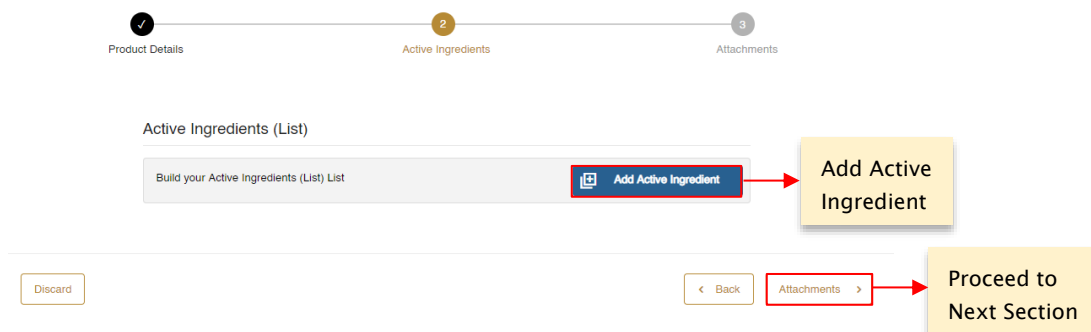 ✓ 2 3
Product Details Active Ingredients Attachments
Active Ingredients (List)
Build your Active Ingredients (List) List Add Active Ingredient
Add Active
Ingredient
Discard < Back Attachments >
Proceed to
Next Section